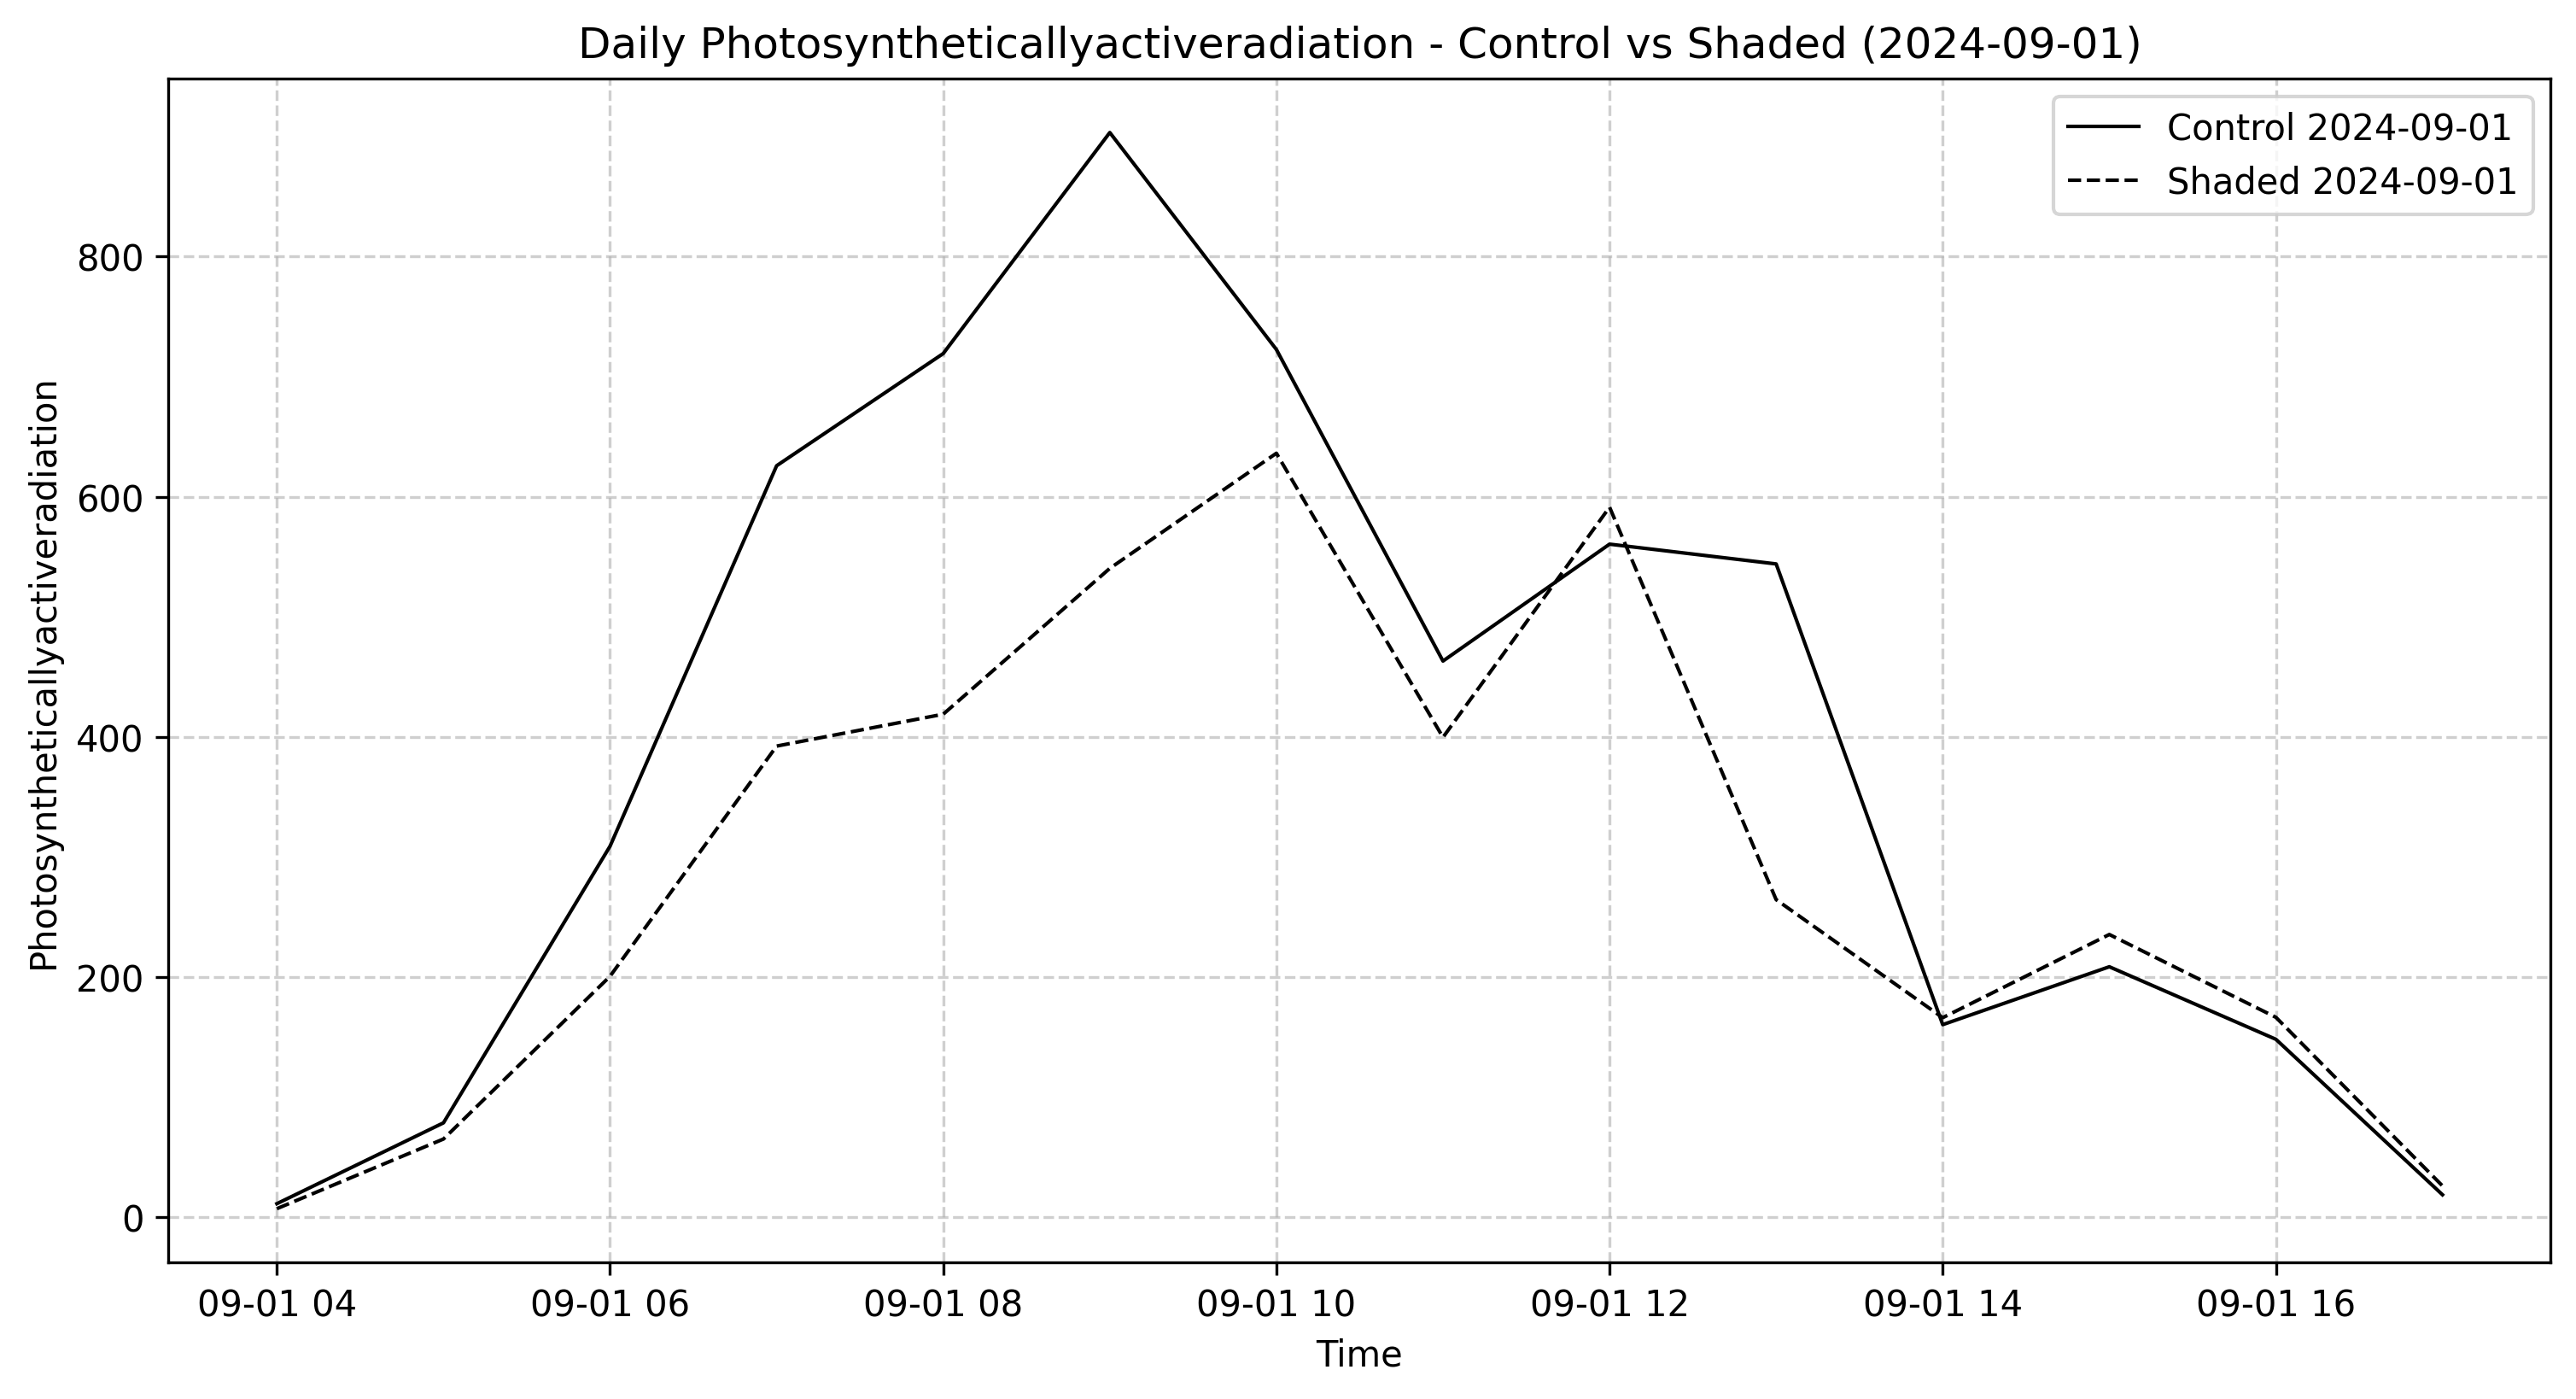 Daily Photosyntheticallyactiveradiation - Control vs Shaded (2024-09-01)
Control 2024-09-01
Shaded 2024-09-01
Photosyntheticallyactiveradiation
800
600
400
200
0
09-01 04
09-01 06
09-01 08
09-01 10
09-01 12
09-01 14
09-01 16
Time